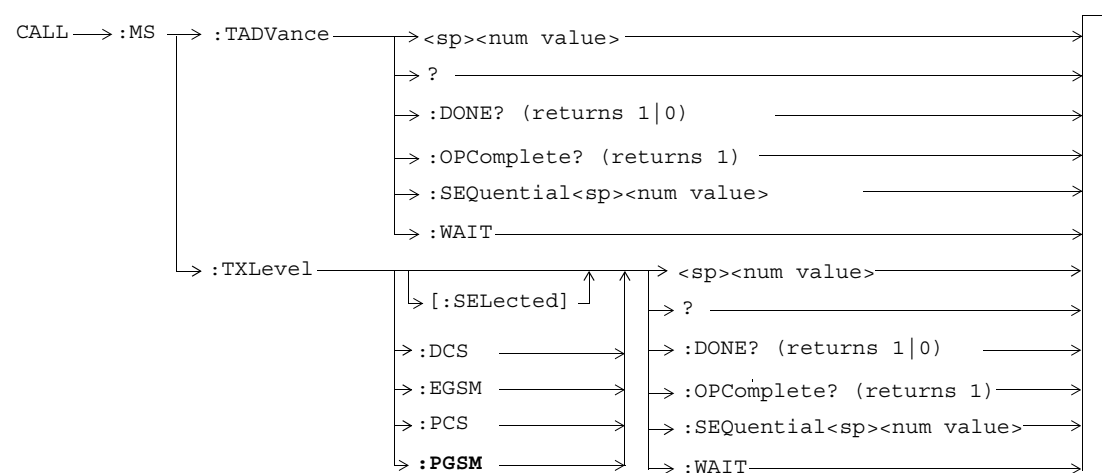 CALL :MS :TADVance <sp><num value>
?
:DONE? (returns 1|0)
:OPComplete? (returns 1)
:SEQuential<sp><num value>
:WAIT
:TXLevel <sp><num value>
[:SELected] ?
:DCS :DONE? (returns 1|0)
:EGSM :OPComplete? (returns 1)
:PCS :SEQuential<sp><num value>
:PGSM :WAIT